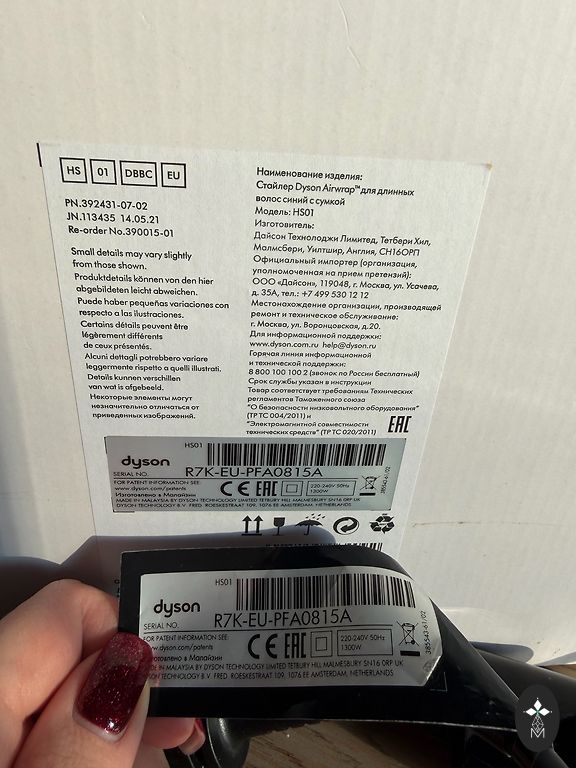 HS 01 DBBC EU
PN.392431-07-02
JN.113435 14.05.21
Re-order No.390015-01
Small details may vary slightly
from those shown.
Produktdetails können von den hier
abgebildeten leicht abweichen.
Puede haber pequeñas variaciones con
respecto a las ilustraciones.
Certains détails peuvent être
légèrement différents
de ceux présentés.
Alcuni dettagli potrebbero variare
leggermente rispetto a quelli illustrati.
Details kunnen verschillen
van wat is afgebeeld.
Некоторые элементы могут
незначительно отличаться от
приведенных изображений.
Наименование изделия:
Стайлер Dyson Airwrap™ для длинных
волос синий с сумкой
Модель: HS01
Изготовитель:
Дайсон Технолоджи Лимитед, Тетбери Хил,
Малмсбери, Уилтшир, Англия, СН16ОРП
Официальный импортер (организация,
уполномоченная на прием претензий):
ООО «Дайсон», 119048, г. Москва, ул. Усачева,
д. 35А, тел.: +7 499 530 12 12
Местонахождение организации, производящей
ремонт и техническое обслуживание:
г. Москва, ул. Воронцовская, д.20.
Для информационной поддержки:
www.dyson.com.ru help@dyson.ru
Горячая линия информационной
и технической поддержки:
8 800 100 100 2 (звонок по России бесплатный)
Срок службы указан в инструкции
Товар соответствует требованиям Технических
регламентов Таможенного союза
"О безопасности низковольтного оборудования"
(ТР ТС 004/2011) и
"Электромагнитной совместимости
технических средств" (ТР ТС 020/2011)
EAC
HS01
dyson
SERIAL NO. R7K-EU-PFA0815A
FOR PATENT INFORMATION SEE:
www.dyson.com/patents
CE EAC
220-240V 50Hz
1300W
385543-61/02
Изготовлено в Малайзии
MADE IN MALAYSIA BY DYSON TECHNOLOGY LIMITED TETBURY HILL MALMESBURY SN16 0RP UK
DYSON TECHNOLOGY B.V. FRED. ROESKESTRAAT 109, 1076 EE AMSTERDAM, NETHERLANDS
HS01
dyson
SERIAL NO. R7K-EU-PFA0815A
FOR PATENT INFORMATION SEE:
www.dyson.com/patents
CE EAC
220-240V 50Hz
1300W
385543-61/02
Изготовлено в Малайзии
IN MALAYSIA BY DYSON TECHNOLOGY LIMITED TETBURY HILL MALMESBURY SN16 0RP UK
DYSON TECHNOLOGY B.V. FRED. ROESKESTRAAT 109, 1076 EE AMSTERDAM, NETHERLANDS
M